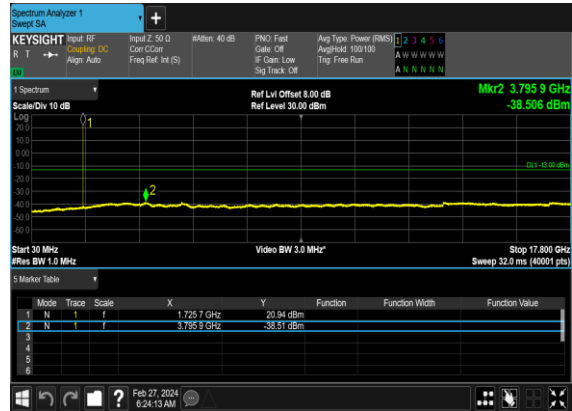 Spectrum Analyzer 1
Swept SA
+
KEYSIGHT Input: RF Input Z: 50 Ω #Atten: 40 dB PNO: Fast Avg Type: Power (RMS) 1 2 3 4 5 6
R T Coupling: DC Corr CCorr Gate: Off Avg|Hold: 100/100 A W W W W W
Align: Auto Freq Ref: Int (S) IF Gain: Low Trig: Free Run
Sig Track: Off A N N N N N
1 Spectrum Ref Lvl Offset 8.00 dB Mkr2 3.795 9 GHz
Scale/Div 10 dB Ref Level 30.00 dBm -38.506 dBm
Log
20.0
1
10.0
0.00
-10.0
DL1 -13.00 dBm
-20.0
-30.0
2
-40.0
-50.0
-60.0
Start 30 MHz Video BW 3.0 MHz* Stop 17.800 GHz
#Res BW 1.0 MHz Sweep 32.0 ms (40001 pts)
5 Marker Table
Mode Trace Scale X Y Function Function Width Function Value
1 N 1 f 1.725 7 GHz 20.94 dBm
2 N 1 f 3.795 9 GHz -38.51 dBm
3
4
5
6
? Feb 27, 2024
6:24:13 AM